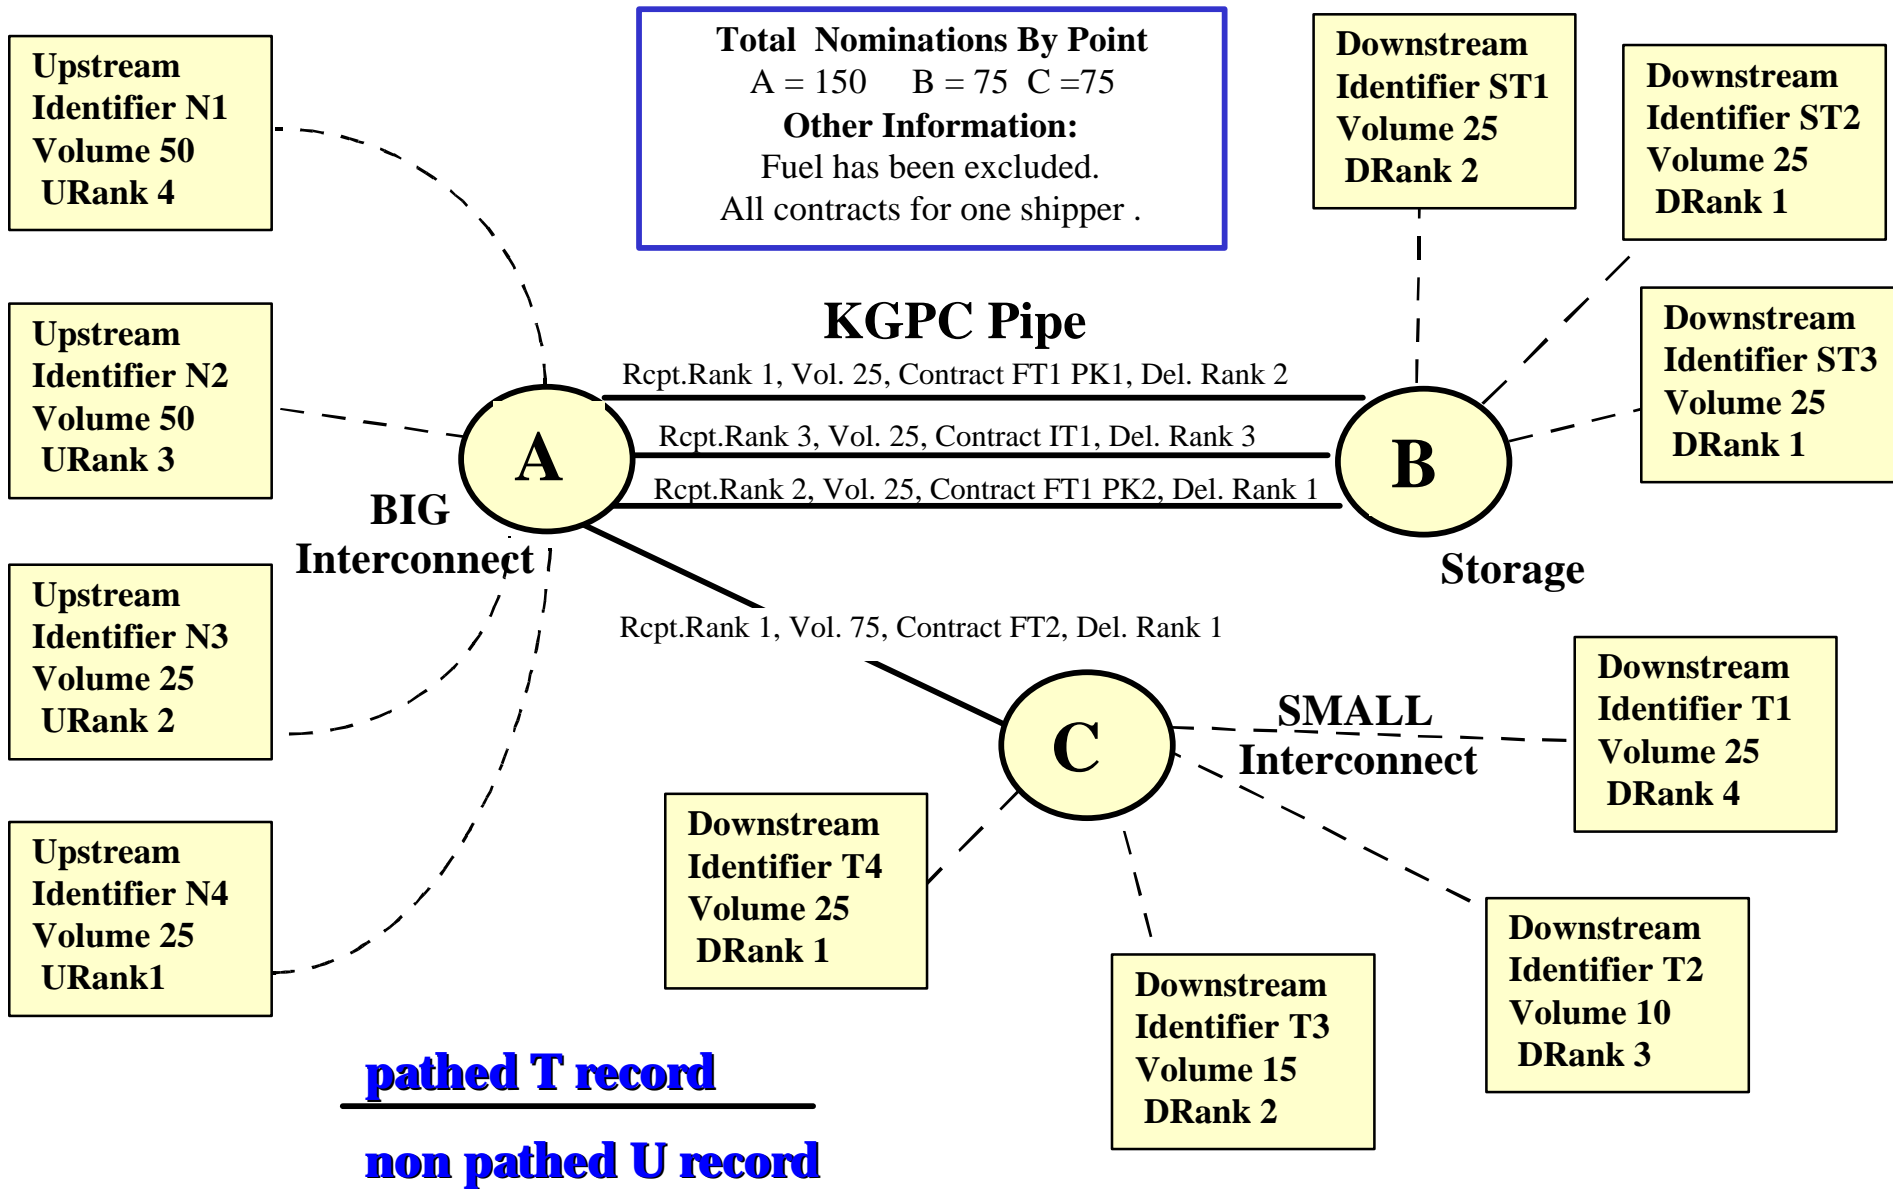 Total Nominations By Point
A = 150 B = 75 C =75
Other Information:
Fuel has been excluded.
All contracts for one shipper .
Upstream
Identifier N1
Volume 50
URank 4
Upstream
Identifier N2
Volume 50
URank 3
Upstream
Identifier N3
Volume 25
URank 2
Upstream
Identifier N4
Volume 25
URank1
Downstream
Identifier ST1
Volume 25
DRank 2
Downstream
Identifier ST2
Volume 25
DRank 1
Downstream
Identifier ST3
Volume 25
DRank 1
KGPC Pipe
Rcpt.Rank 1, Vol. 25, Contract FT1 PK1, Del. Rank 2
Rcpt.Rank 3, Vol. 25, Contract IT1, Del. Rank 3
Rcpt.Rank 2, Vol. 25, Contract FT1 PK2, Del. Rank 1
A
B
BIG
Interconnect
Storage
Rcpt.Rank 1, Vol. 75, Contract FT2, Del. Rank 1
C
SMALL
Interconnect
Downstream
Identifier T1
Volume 25
DRank 4
Downstream
Identifier T4
Volume 25
DRank 1
Downstream
Identifier T3
Volume 15
DRank 2
Downstream
Identifier T2
Volume 10
DRank 3
pathed T record
non pathed U record